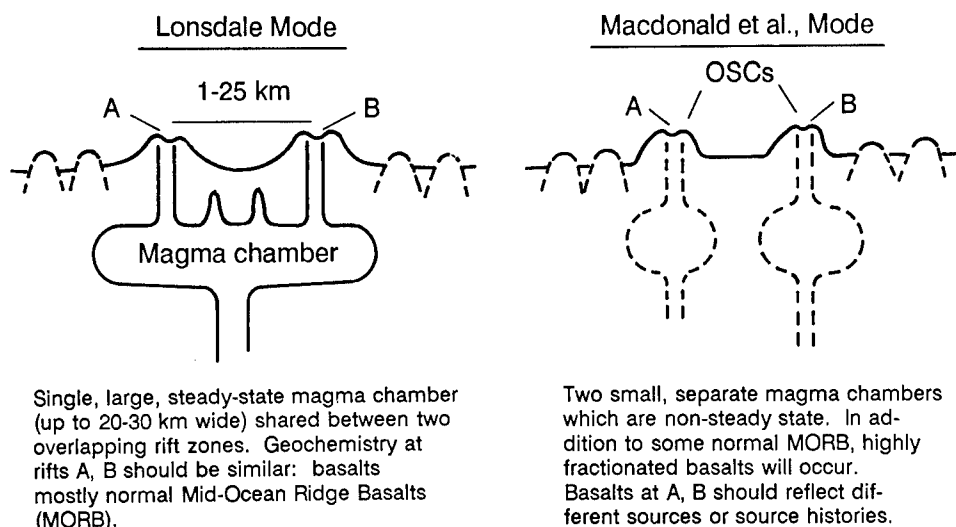 Lonsdale Mode
A
1-25 km
B
Magma chamber
Single, large, steady-state magma chamber
(up to 20-30 km wide) shared between two
overlapping rift zones. Geochemistry at
rifts A, B should be similar: basalts
mostly normal Mid-Ocean Ridge Basalts
(MORB).
Macdonald et al., Mode
OSCs
A
B
Two small, separate magma chambers
which are non-steady state. In ad-
dition to some normal MORB, highly
fractionated basalts will occur.
Basalts at A, B should reflect dif-
ferent sources or source histories.